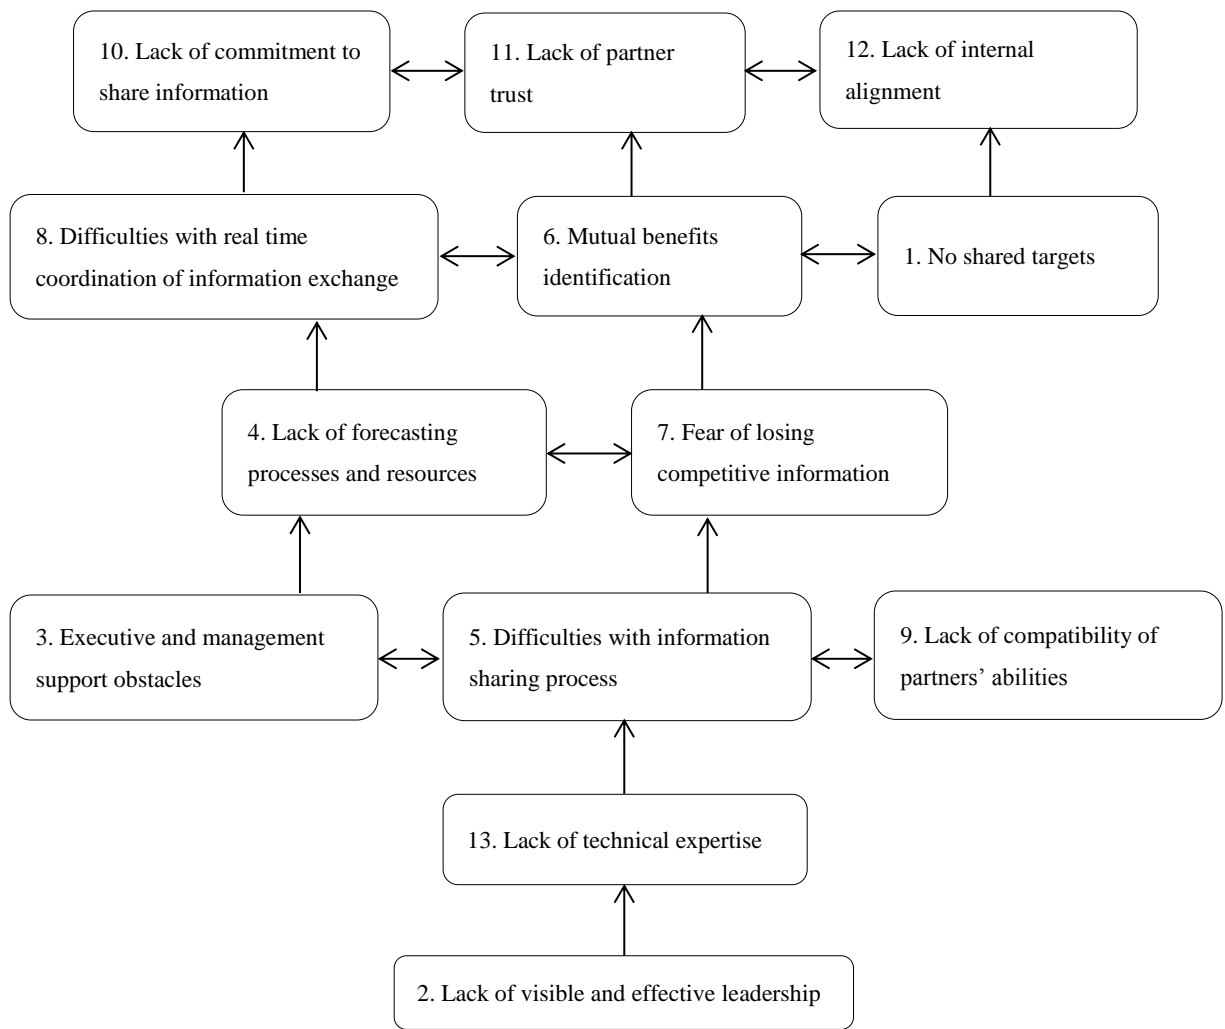 10. Lack of commitment to
share information
11. Lack of partner
trust
12. Lack of internal
alignment
8. Difficulties with real time
coordination of information exchange
6. Mutual benefits
identification
1. No shared targets
4. Lack of forecasting
processes and resources
7. Fear of losing
competitive information
3. Executive and management
support obstacles
5. Difficulties with information
sharing process
9. Lack of compatibility of
partners’ abilities
13. Lack of technical expertise
2. Lack of visible and effective leadership